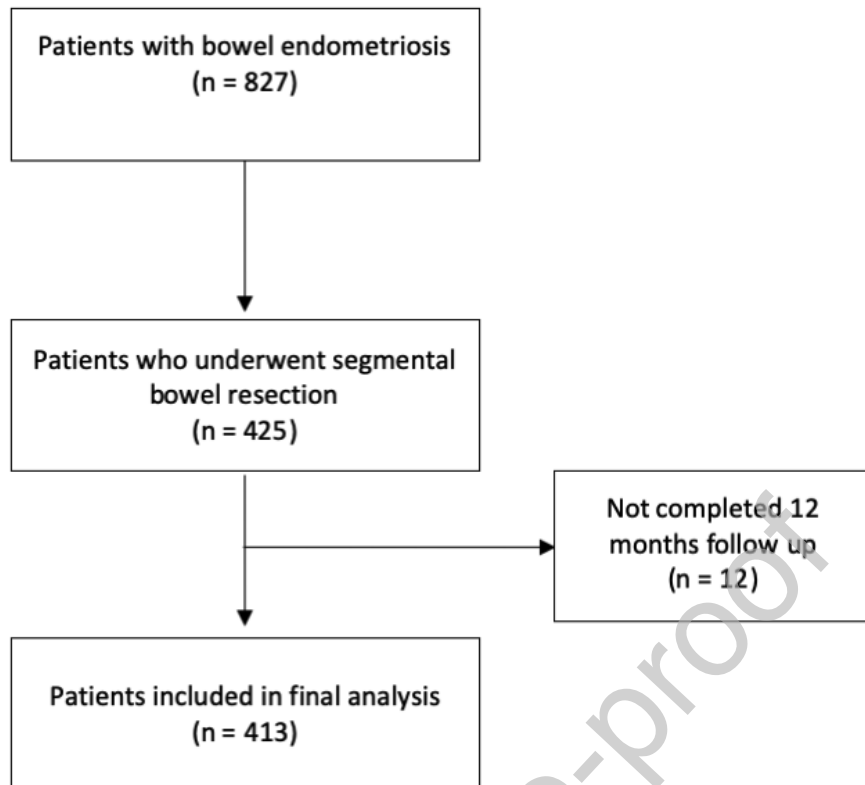 Patients with bowel endometriosis
(n = 827)
Patients who underwent segmental
bowel resection
(n = 425)
Not completed 12
months follow up
(n = 12)
Patients included in final analysis
(n = 413)
-proof